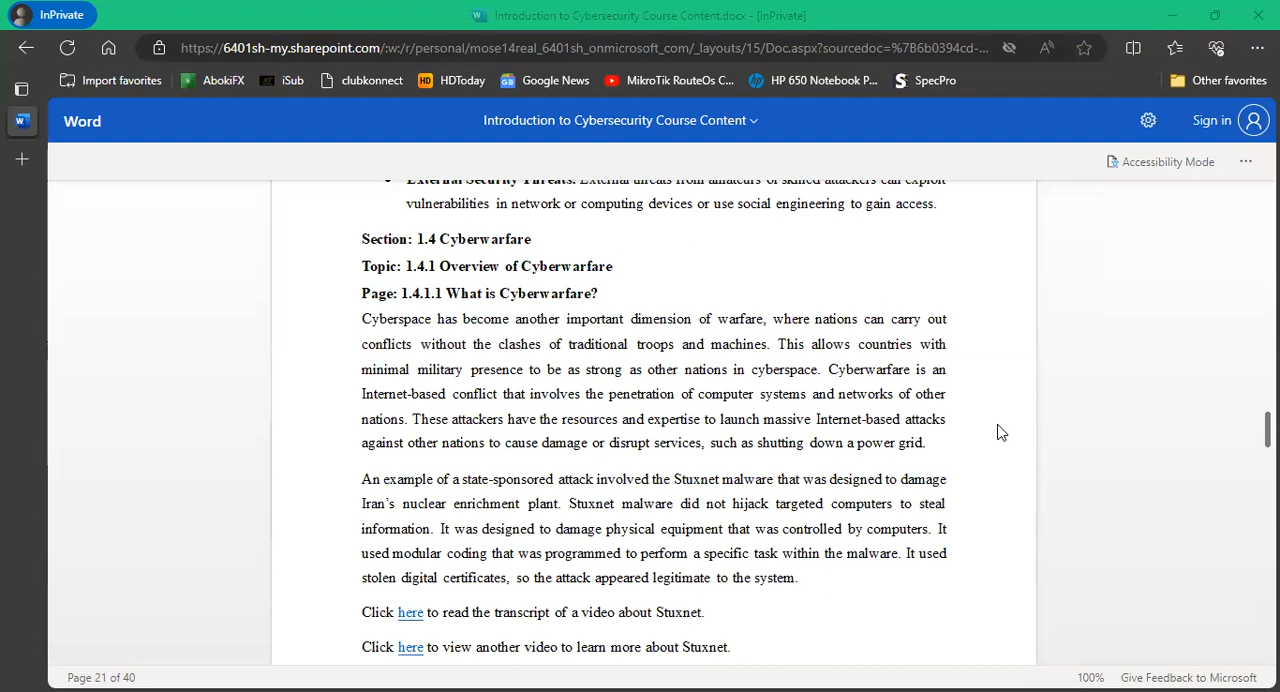 InPrivate
Introduction to Cybersecurity Course Content.docx - [InPrivate]
https://6401sh-my.sharepoint.com/:w:/r/personal/mose14real_6401sh_onmicrosoft_com/_layouts/15/Doc.aspx?sourcedoc=%7B6b0394cd-...
Import favorites AbokiFX iSub clubkonnect HDToday Google News MikroTik RouteOs C... HP 650 Notebook P... SpecPro Other favorites
Word Introduction to Cybersecurity Course Content Sign in
Accessibility Mode
• External Security Threats: External threats from amateurs or skilled attackers can exploit
vulnerabilities in network or computing devices or use social engineering to gain access.
Section: 1.4 Cyberwarfare
Topic: 1.4.1 Overview of Cyberwarfare
Page: 1.4.1.1 What is Cyberwarfare?
Cyberspace has become another important dimension of warfare, where nations can carry out
conflicts without the clashes of traditional troops and machines. This allows countries with
minimal military presence to be as strong as other nations in cyberspace. Cyberwarfare is an
Internet-based conflict that involves the penetration of computer systems and networks of other
nations. These attackers have the resources and expertise to launch massive Internet-based attacks
against other nations to cause damage or disrupt services, such as shutting down a power grid.
An example of a state-sponsored attack involved the Stuxnet malware that was designed to damage
Iran's nuclear enrichment plant. Stuxnet malware did not hijack targeted computers to steal
information. It was designed to damage physical equipment that was controlled by computers. It
used modular coding that was programmed to perform a specific task within the malware. It used
stolen digital certificates, so the attack appeared legitimate to the system.
Click here to read the transcript of a video about Stuxnet.
Click here to view another video to learn more about Stuxnet.
Page 21 of 40 100% Give Feedback to Microsoft